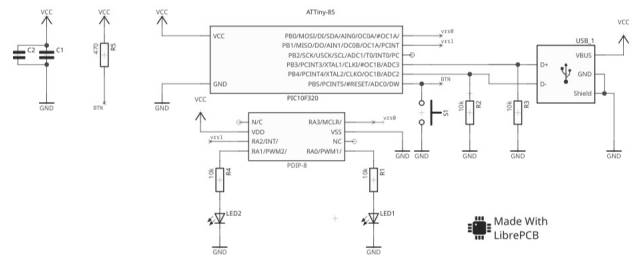 ATTiny-85
VCC
VCC
VCC
VCC
C2
C1
470
R5
GND
BTN
VCC
GND
GND
PB0/MOSI/DI/SDA/AIN0/OC0A/#OC1A/
PB1/MISO/DO/AIN1/OC0B/OC1A/PCINT
PB2/SCK/USCK/SCL/ADC1/T0/INT0/PC
PB3/PCINT3/XTAL1/CLKI/#OC1B/ADC3
PB4/PCINT4/XTAL2/CLKO/OC1B/ADC2
PB5/PCINT5/#RESET/ADC0/DW
vrs0
vrs1
BTN
PIC10F320
USB_1
VBUS
D+
GND
D-
Shield
S1
10k
R2
10k
R3
GND
GND
GND
GND
GND
VCC
N/C
VDD
RA2/INT/
RA1/PWM2/
RA3/MCLR/
VSS
NC
RA0/PWM1/
vrs0
vrs1
PDIP-8
10k
R4
10k
R1
LED2
LED1
GND
GND
Made With
LibrePCB